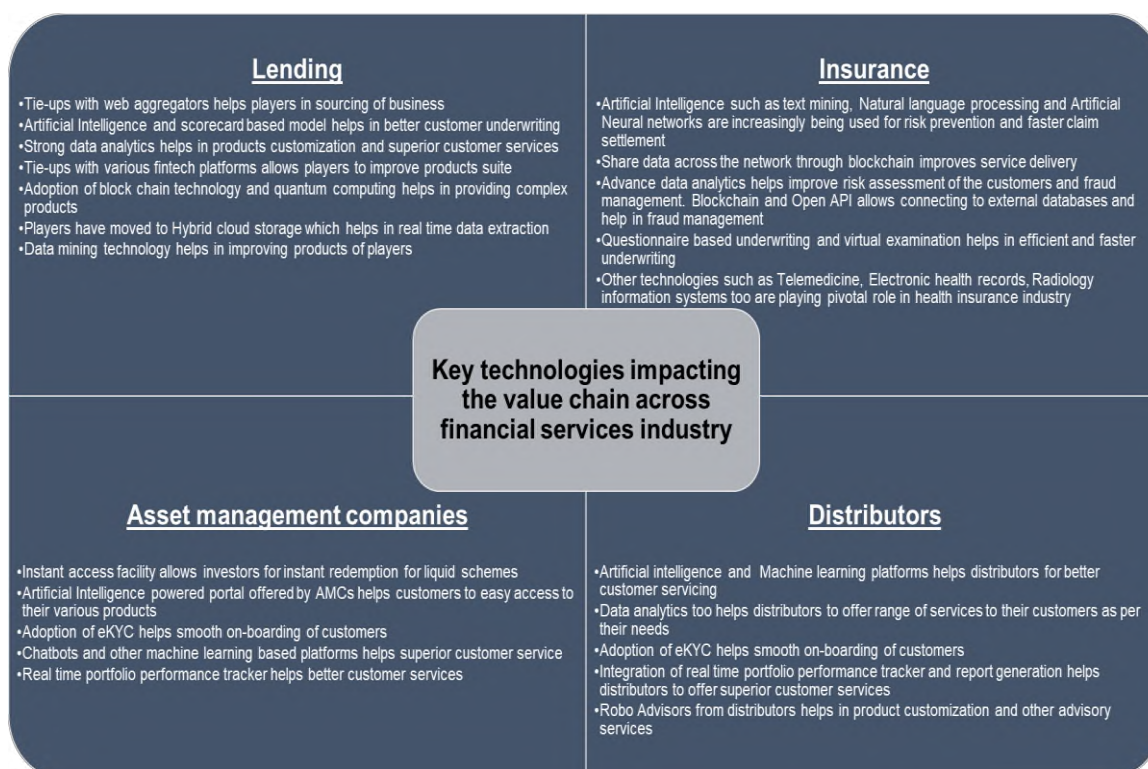 Lending
•Tie-ups with web aggregators helps players in sourcing of business
•Artificial Intelligence and scorecard based model helps in better customer underwriting
•Strong data analytics helps in products customization and superior customer services
•Tie-ups with various fintech platforms allows players to improve products suite
•Adoption of block chain technology and quantum computing helps in providing complex
products
•Players have moved to Hybrid cloud storage which helps in real time data extraction
•Data mining technology helps in improving products of players
Insurance
•Artificial Intelligence such as text mining, Natural language processing and Artificial
Neural networks are increasingly being used for risk prevention and faster claim
settlement
•Share data across the network through blockchain improves service delivery
•Advance data analytics helps improve risk assessment of the customers and fraud
management. Blockchain and Open API allows connecting to external databases and
help in fraud management
•Questionnaire based underwriting and virtual examination helps in efficient and faster
underwriting
•Other technologies such as Telemedicine, Electronic health records, Radiology
information systems too are playing pivotal role in health insurance industry
Key technologies impacting
the value chain across
financial services industry
Asset management companies
•Instant access facility allows investors for instant redemption for liquid schemes
•Artificial Intelligence powered portal offered by AMCs helps customers to easy access to
their various products
•Adoption of eKYC helps smooth on-boarding of customers
•Chatbots and other machine learning based platforms helps superior customer service
•Real time portfolio performance tracker helps better customer services
Distributors
•Artificial intelligence and Machine learning platforms helps distributors for better
customer servicing
•Data analytics too helps distributors to offer range of services to their customers as per
their needs
•Adoption of eKYC helps smooth on-boarding of customers
•Integration of real time portfolio performance tracker and report generation helps
distributors to offer superior customer services
•Robo Advisors from distributors helps in product customization and other advisory
services